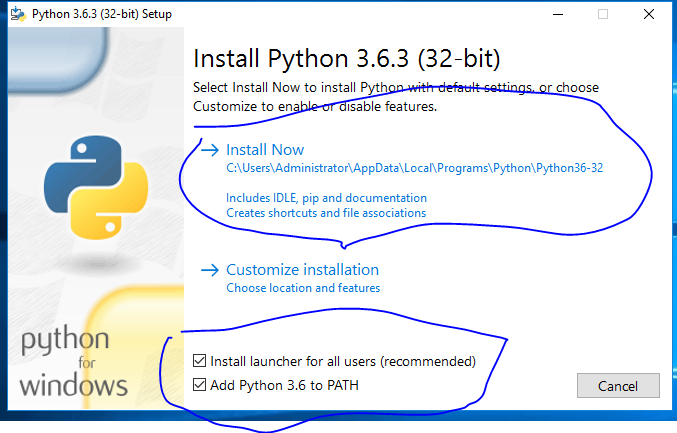 Python 3.6.3 (32-bit) Setup
Install Python 3.6.3 (32-bit)
Select Install Now to install Python with default settings, or choose
Customize to enable or disable features.
Install Now
C:\Users\Administrator\AppData\Local\Programs\Python\Python36-32
Includes IDLE, pip and documentation
Creates shortcuts and file associations
Customize installation
Choose location and features
python
for
windows
Install launcher for all users (recommended)
Add Python 3.6 to PATH
Cancel